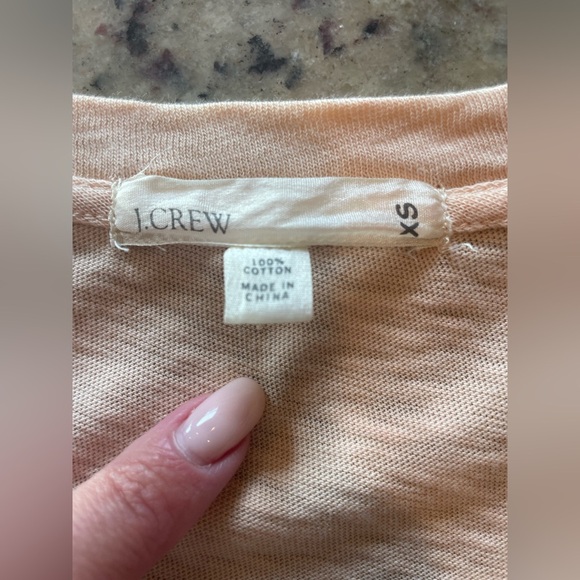 J.CREW
XS
100%
COTTON
MADE IN
CHINA